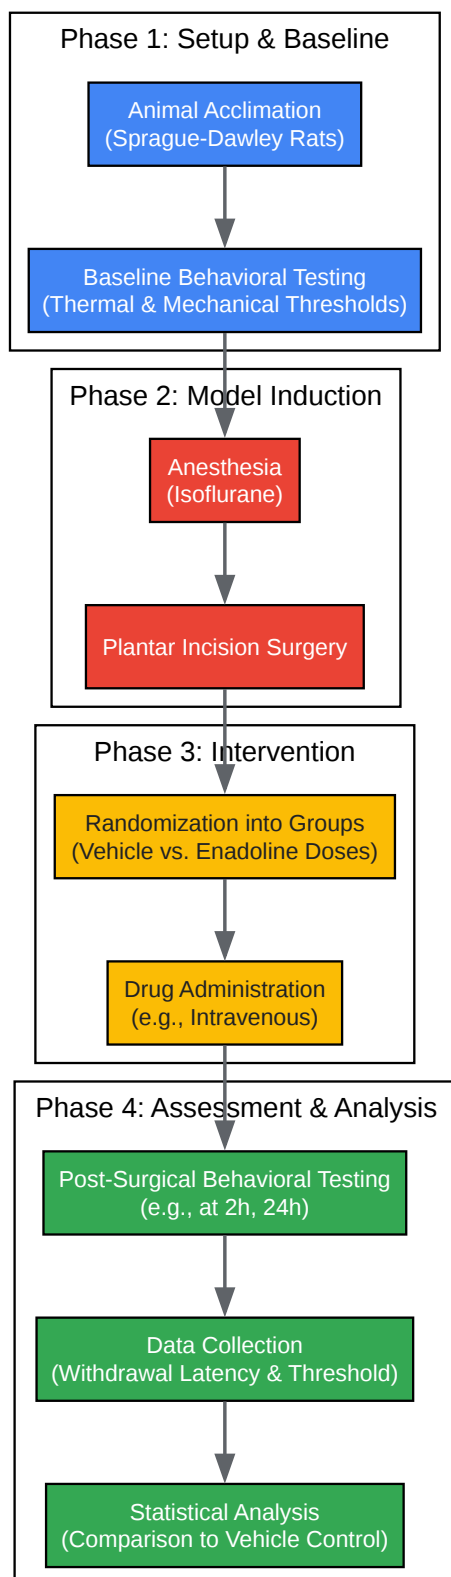 Phase 1: Setup & Baseline
Animal Acclimation
(Sprague-Dawley Rats)
Baseline Behavioral Testing
(Thermal & Mechanical Thresholds)
Phase 2: Model Induction
Anesthesia
(Isoflurane)
Plantar Incision Surgery
Phase 3: Intervention
Randomization into Groups
(Vehicle vs. Enadoline Doses)
Drug Administration
(e.g., Intravenous)
Phase 4: Assessment & Analysis
Post-Surgical Behavioral Testing
(e.g., at 2h, 24h)
Data Collection
(Withdrawal Latency & Threshold)
Statistical Analysis
(Comparison to Vehicle Control)